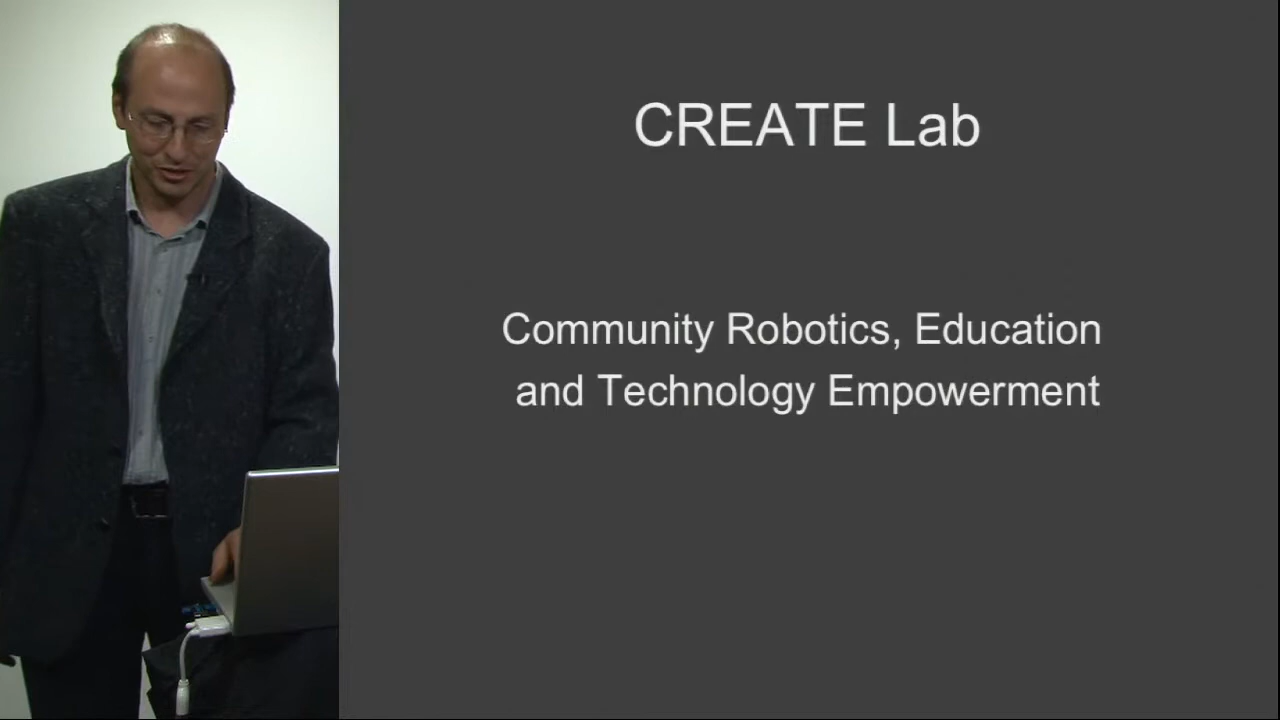 CREATE Lab
Community Robotics, Education
and Technology Empowerment